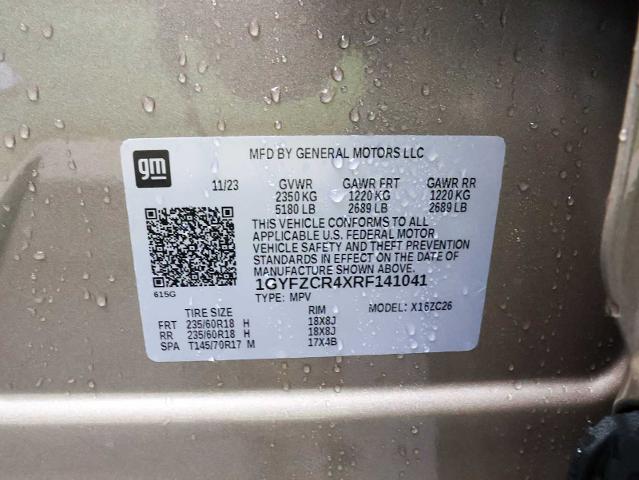 gm
MFD BY GENERAL MOTORS LLC
11/23 GVWR GAWR FRT GAWR RR
2350 KG 1220 KG 1220 KG
5180 LB 2689 LB 2689 LB
THIS VEHICLE CONFORMS TO ALL
APPLICABLE U.S. FEDERAL MOTOR
VEHICLE SAFETY AND THEFT PREVENTION
STANDARDS IN EFFECT ON THE DATE OF
MANUFACTURE SHOWN ABOVE.
615G 1GYFZCR4XRF141041
TYPE: MPV MODEL: X16ZC26
TIRE SIZE RIM
FRT 235/60R18 H 18X8J
RR 235/60R18 H 18X8J
SPA T145/70R17 M 17X4B